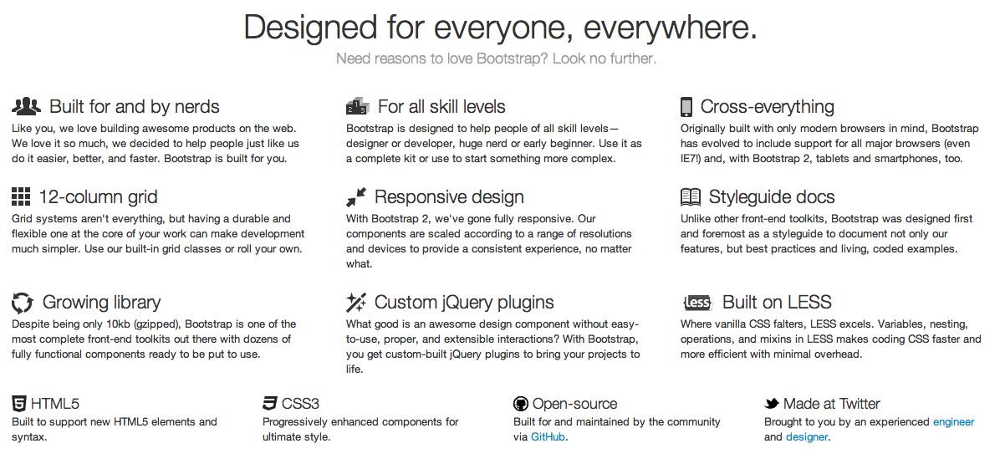 Designed for everyone, everywhere.
Need reasons to love Bootstrap? Look no further.
Built for and by nerds
Like you, we love building awesome products on the web.
We love it so much, we decided to help people just like us
do it easier, better, and faster. Bootstrap is built for you.
1
2
3
For all skill levels
Bootstrap is designed to help people of all skill levels—
designer or developer, huge nerd or early beginner. Use it as
a complete kit or use to start something more complex.
Cross-everything
Originally built with only modern browsers in mind, Bootstrap
has evolved to include support for all major browsers (even
IE7!) and, with Bootstrap 2, tablets and smartphones, too.
12-column grid
Grid systems aren't everything, but having a durable and
flexible one at the core of your work can make development
much simpler. Use our built-in grid classes or roll your own.
Responsive design
With Bootstrap 2, we've gone fully responsive. Our
components are scaled according to a range of resolutions
and devices to provide a consistent experience, no matter
what.
Styleguide docs
Unlike other front-end toolkits, Bootstrap was designed first
and foremost as a styleguide to document not only our
features, but best practices and living, coded examples.
Growing library
Despite being only 10kb (gzipped), Bootstrap is one of the
most complete front-end toolkits out there with dozens of
fully functional components ready to be put to use.
Custom jQuery plugins
What good is an awesome design component without easy-
to-use, proper, and extensible interactions? With Bootstrap,
you get custom-built jQuery plugins to bring your projects to
life.
{less}
Built on LESS
Where vanilla CSS falters, LESS excels. Variables, nesting,
operations, and mixins in LESS makes coding CSS faster and
more efficient with minimal overhead.
5 HTML5
Built to support new HTML5 elements and
syntax.
CSS3
Progressively enhanced components for
ultimate style.
Open-source
Built for and maintained by the community
via GitHub.
Made at Twitter
Brought to you by an experienced engineer
and designer.